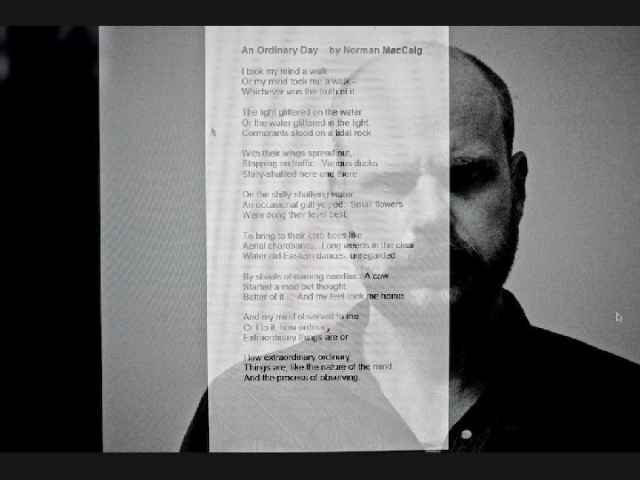 An Ordinary Day by Norman MacCaig
I took my mind a walk
Or my mind took me a walk –
Whichever was the truth of it.
The light glittered on the water
Or the water glittered in the light.
Cormorants stood on a tidal rock
With their wings spread out,
Stopping no traffic. Various ducks
Shilly-shallied here and there
On the shilly-shallying water.
An occasional gull yelped. Small flowers
Were doing their level best
To bring to their kerb bees like
Aerial charabancs. Long weeds in the clear
Water did Eastern dances, unregarded
By shoals of darning needles. A cow
Started a moo but thought
Better of it ... And my feet took me home
And my mind observed to me
Or I to it, how ordinary
Extraordinary things are or
How extraordinary ordinary
Things are, like the nature of the mind
And the process of observing.